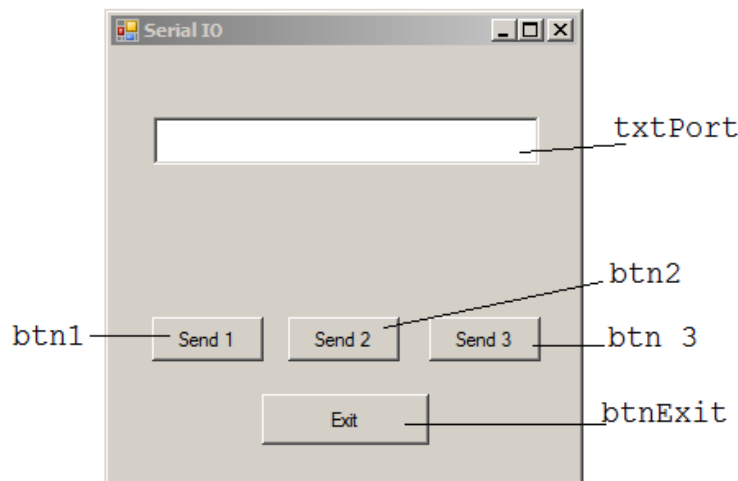 Serial IO
txtPort
btn2
btn1
Send 1
Send 2
Send 3
btn 3
Exit
btnExit